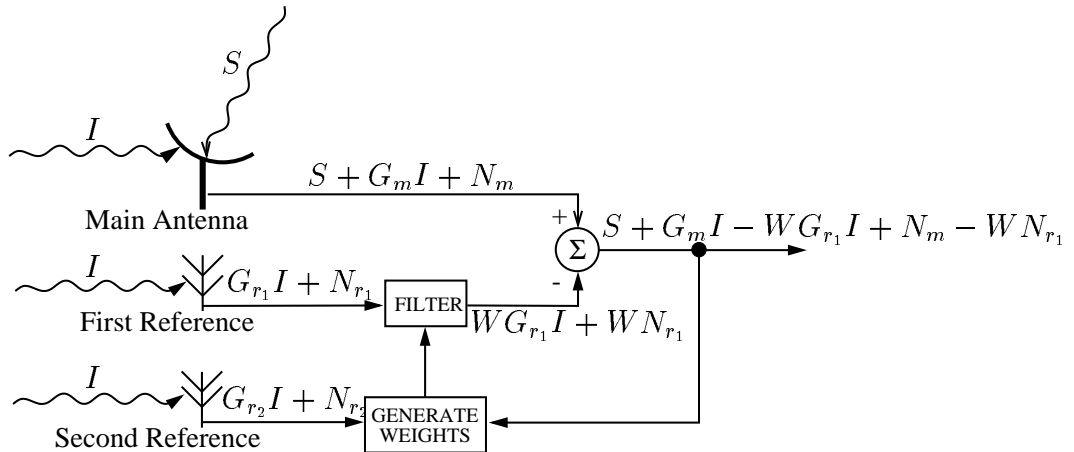 S
I
S + G_m I + N_m
Main Antenna
+
Σ
S + G_m I − W G_{r_1} I + N_m − W N_{r_1}
-
I
G_{r_1} I + N_{r_1}
FILTER
W G_{r_1} I + W N_{r_1}
First Reference
I
G_{r_2} I + N_{r_2}
GENERATE
WEIGHTS
Second Reference